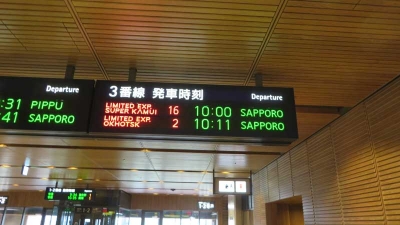 Departure
:31 PIPPU
:41 SAPPORO
3番線 発車時刻
Departure
LIMITED EXP. SUPER KAMUI 16 10:00 SAPPORO
LIMITED EXP. OKHOTSK 2 10:11 SAPPORO